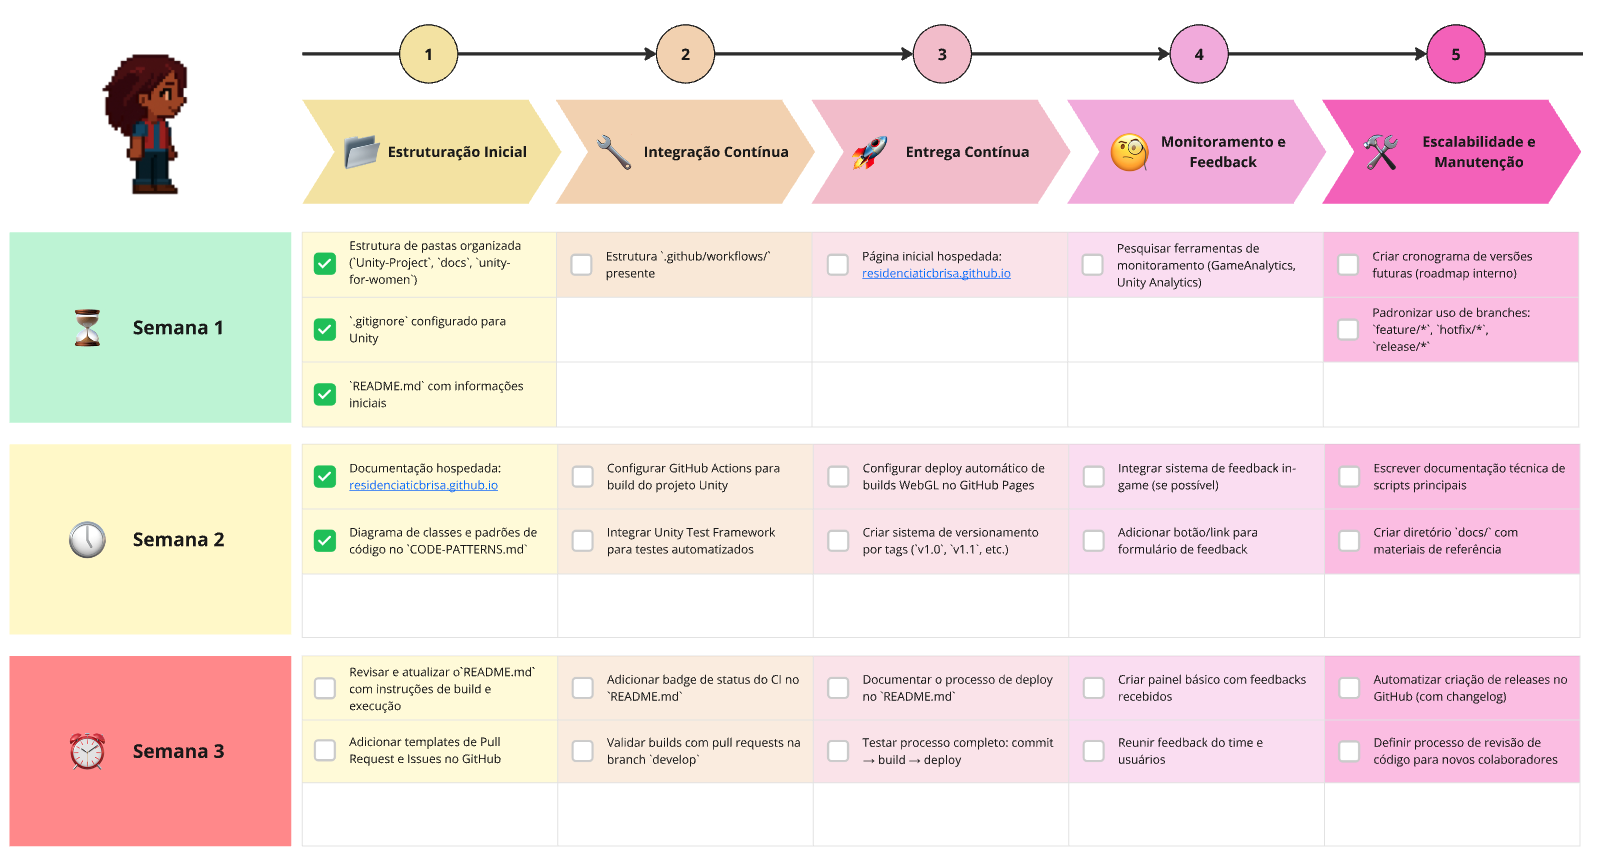 1
2
3
4
5
Estruturação Inicial
Integração Contínua
Entrega Contínua
Monitoramento e
Feedback
Escalabilidade e
Manutenção
Semana 1
Estrutura de pastas organizada
(`Unity-Project`, `docs`, `unity-
for-women`)
Estrutura `.github/workflows/`
presente
Página inicial hospedada:
residenciaticbrisa.github.io
Pesquisar ferramentas de
monitoramento (GameAnalytics,
Unity Analytics)
Criar cronograma de versões
futuras (roadmap interno)
`.gitignore` configurado para
Unity
Padronizar uso de branches:
`feature/*`, `hotfix/*`,
`release/*`
`README.md` com informações
iniciais
Semana 2
Documentação hospedada:
residenciaticbrisa.github.io
Configurar GitHub Actions para
build do projeto Unity
Configurar deploy automático de
builds WebGL no GitHub Pages
Integrar sistema de feedback in-
game (se possível)
Escrever documentação técnica de
scripts principais
Diagrama de classes e padrões de
código no `CODE-PATTERNS.md`
Integrar Unity Test Framework
para testes automatizados
Criar sistema de versionamento
por tags (`v1.0`, `v1.1`, etc.)
Adicionar botão/link para
formulário de feedback
Criar diretório `docs/` com
materiais de referência
Semana 3
Revisar e atualizar o`README.md`
com instruções de build e
execução
Adicionar badge de status do CI no
`README.md`
Documentar o processo de deploy
no `README.md`
Criar painel básico com feedbacks
recebidos
Automatizar criação de releases no
GitHub (com changelog)
Adicionar templates de Pull
Request e Issues no GitHub
Validar builds com pull requests na
branch `develop`
Testar processo completo: commit
→ build → deploy
Reunir feedback do time e
usuários
Definir processo de revisão de
código para novos colaboradores